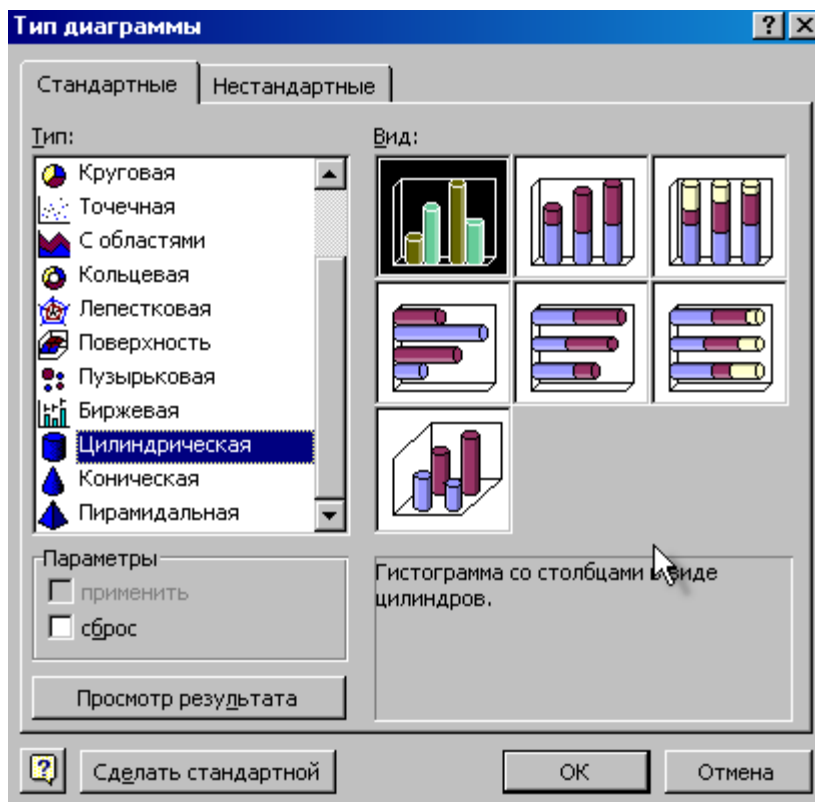 Тип диаграммы
Стандартные
Нестандартные
Тип:
Круговая
Точечная
С областями
Кольцевая
Лепестковая
Поверхность
Пузырьковая
Биржевая
Цилиндрическая
Коническая
Пирамидальная
Вид:
Параметры
применить
сброс
Гистограмма со столбцами в виде
цилиндров.
Просмотр результата
Сделать стандартной
ОК
Отмена